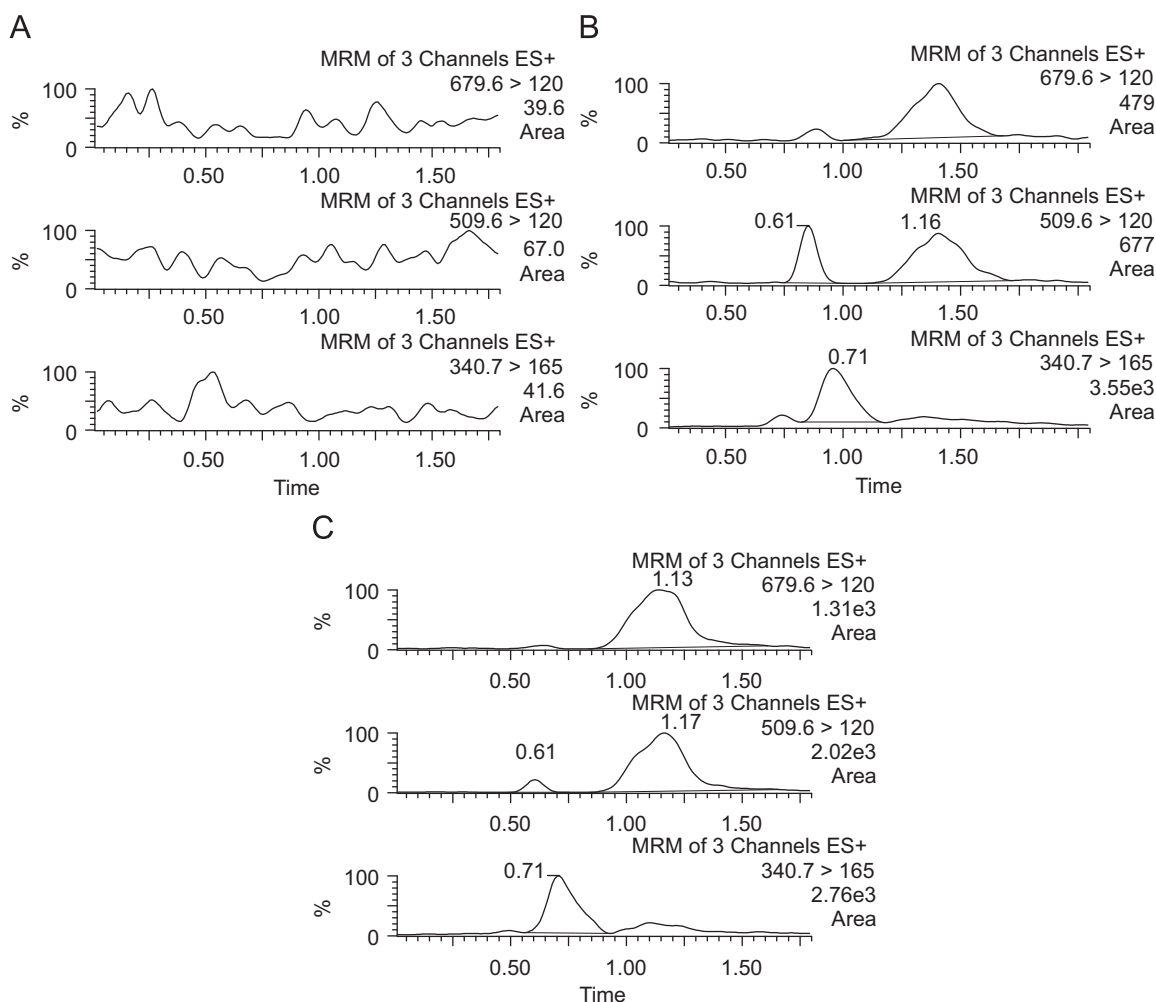 A
MRM of 3 Channels ES+
679.6 > 120
39.6
Area
100
%
0
0.50 1.00 1.50
MRM of 3 Channels ES+
509.6 > 120
67.0
Area
100
%
0
0.50 1.00 1.50
MRM of 3 Channels ES+
340.7 > 165
41.6
Area
100
%
0
0.50 1.00 1.50
Time
B
MRM of 3 Channels ES+
679.6 > 120
479
Area
100
%
0
0.50 1.00 1.50
MRM of 3 Channels ES+
0.61 1.16 509.6 > 120
677
Area
100
%
0
0.50 1.00 1.50
MRM of 3 Channels ES+
0.71 340.7 > 165
3.55e3
Area
100
%
0
0.50 1.00 1.50
Time
C
MRM of 3 Channels ES+
1.13 679.6 > 120
1.31e3
Area
100
%
0
0.50 1.00 1.50
MRM of 3 Channels ES+
1.17 509.6 > 120
0.61 2.02e3
Area
100
%
0
0.50 1.00 1.50
MRM of 3 Channels ES+
0.71 340.7 > 165
2.76e3
Area
100
%
0
0.50 1.00 1.50
Time